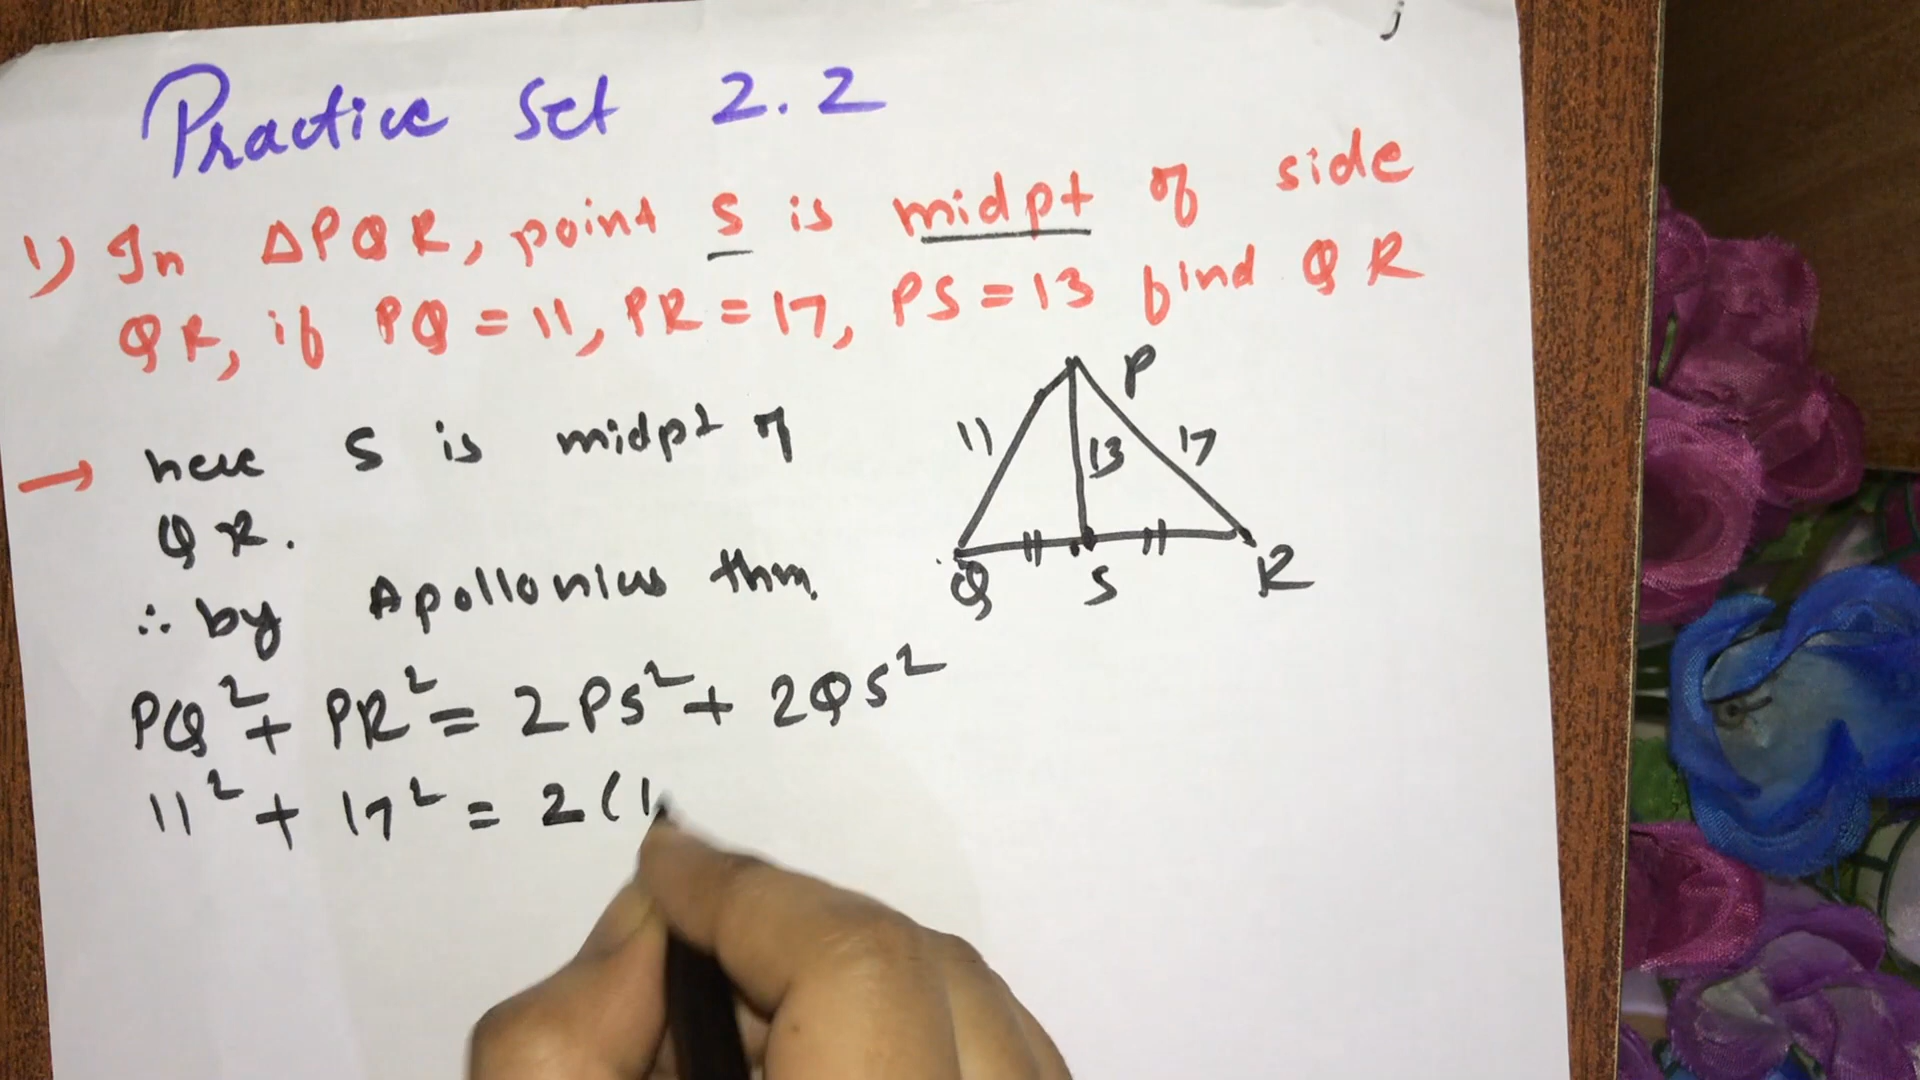 Practice Set 2.2
1) In ΔPQR, point S is midpt of side
QR, if PQ = 11, PR = 17, PS = 13 find QR
→ here S is midpt of
QR.
∴ by Apollonius thm.
PQ² + PR² = 2PS² + 2QS²
11² + 17² = 2(1
P
11 13 17
Q S R